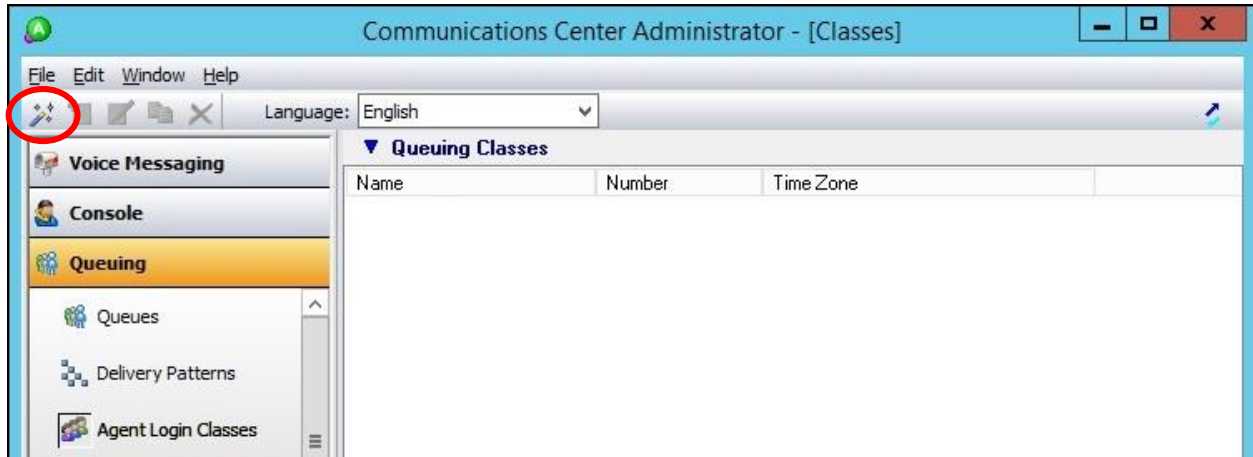 Communications Center Administrator - [Classes]
File Edit Window Help
Language: English
Voice Messaging
Console
Queuing
Queues
Delivery Patterns
Agent Login Classes
Queuing Classes
Name Number Time Zone